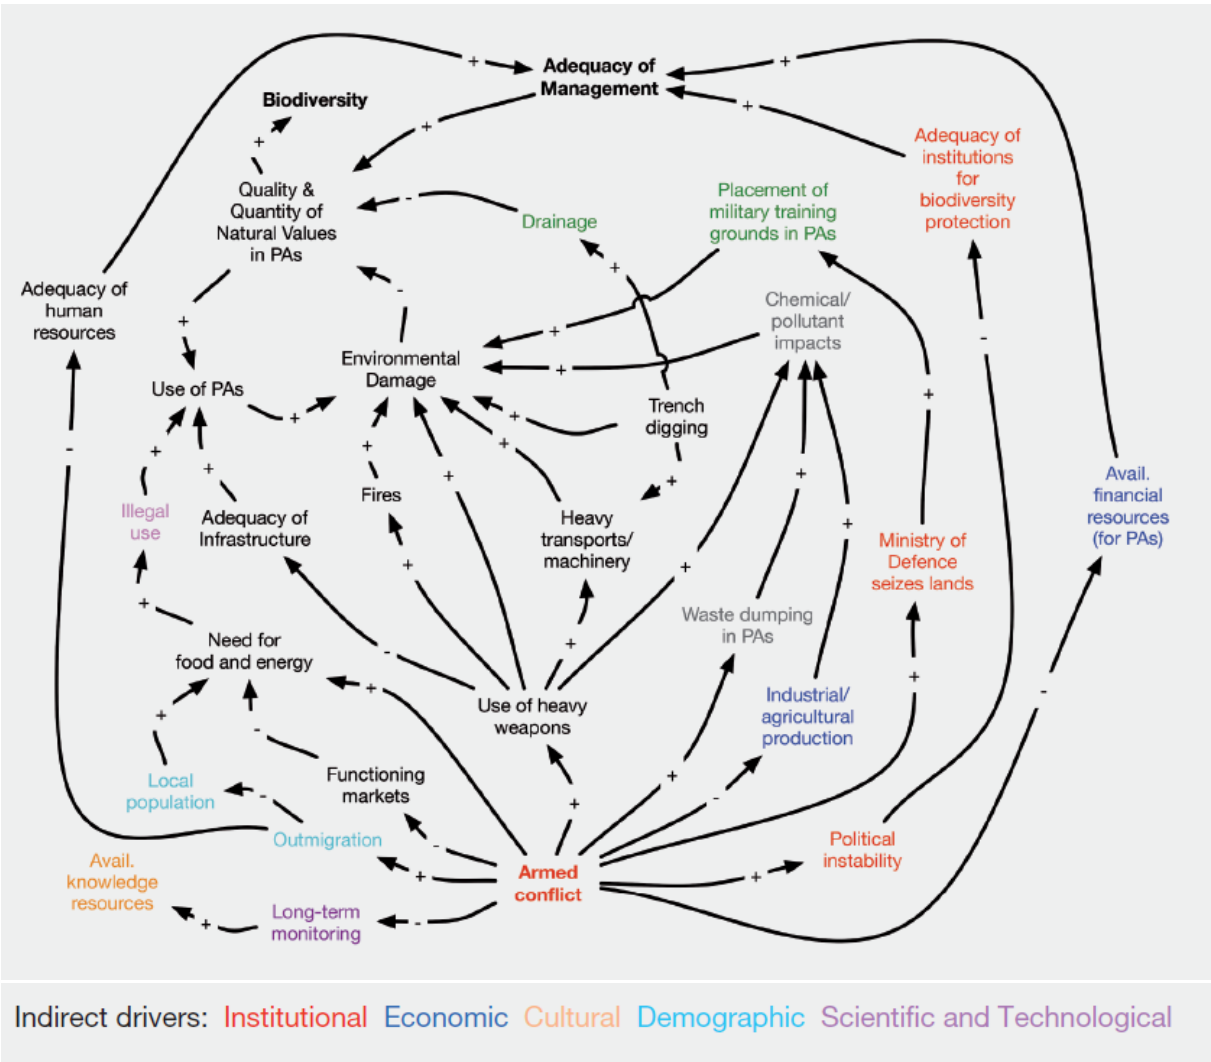 Adequacy of
Management
Biodiversity
Adequacy of
institutions
for
biodiversity
protection
Quality &
Quantity of
Natural Values
in PAs
Drainage
Placement of
military training
grounds in PAs
Adequacy of
human
resources
Chemical/
pollutant
impacts
Environmental
Damage
Use of PAs
Trench
digging
Avail.
financial
resources
(for PAs)
Illegal
use
Adequacy of
Infrastructure
Fires
Heavy
transports/
machinery
Ministry of
Defence
seizes lands
Waste dumping
in PAs
Need for
food and energy
Use of heavy
weapons
Industrial/
agricultural
production
Local
population
Functioning
markets
Outmigration
Political
instability
Avail.
knowledge
resources
Armed
conflict
Long-term
monitoring
+
+
+
+
+
-
+
-
+
+
+
+
+
+
+
+
-
-
+
+
+
+
+
+
+
+
+
-
+
+
+
-
+
+
-
-
+
-
+
-
-
+
+
+
-
Indirect drivers: Institutional Economic Cultural Demographic Scientific and Technological